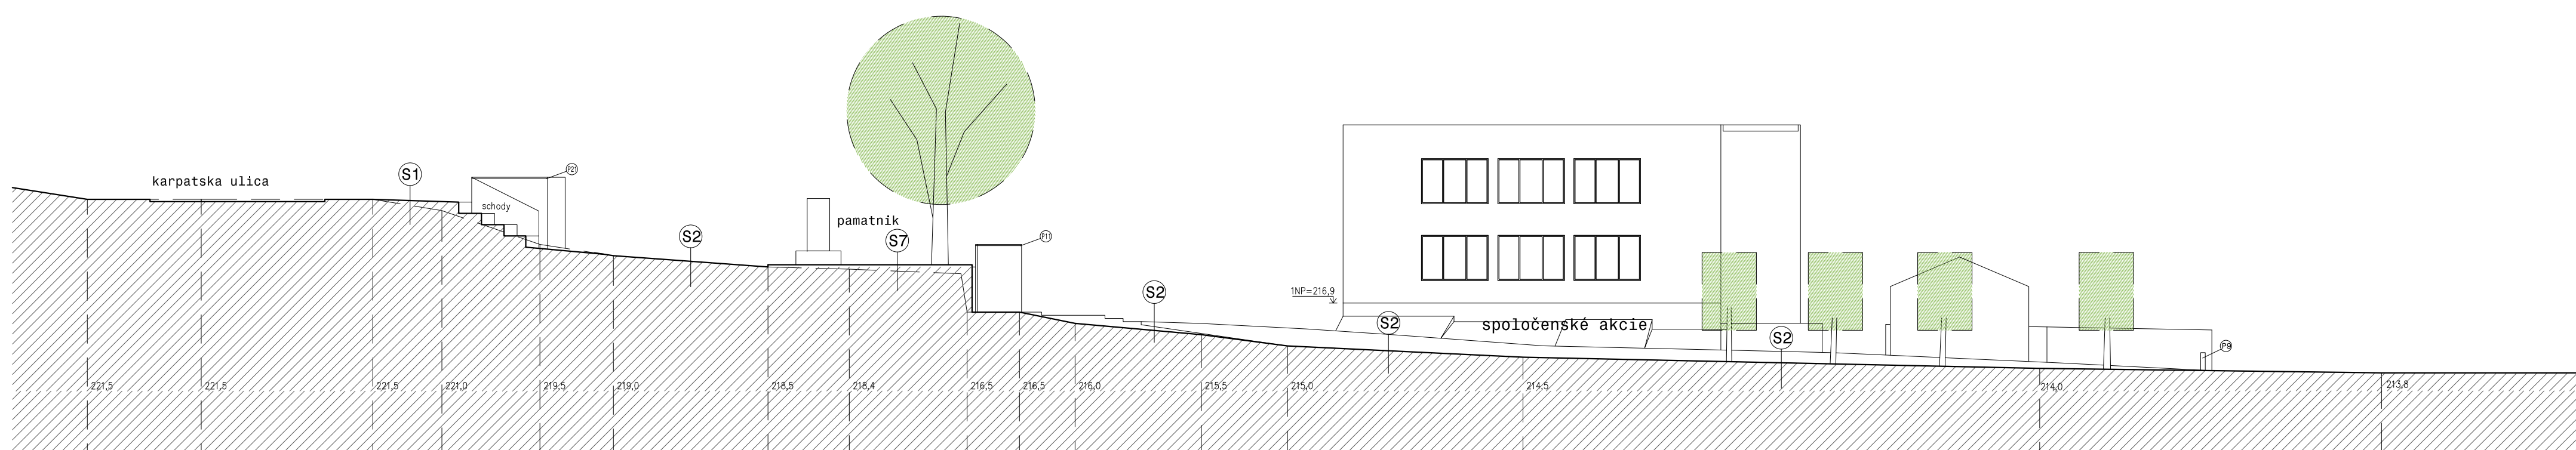 karpatska ulica
S1
P21
schody
S2
pamatník
S7
P11
S2
1NP=216,9
S2
spoločenské akcie
S2
P9
221,5
221,5
221,5
221,0
219,5
219,0
218,5
218,4
216,5
216,5
216,0
215,5
215,0
214,5
214,0
213,8